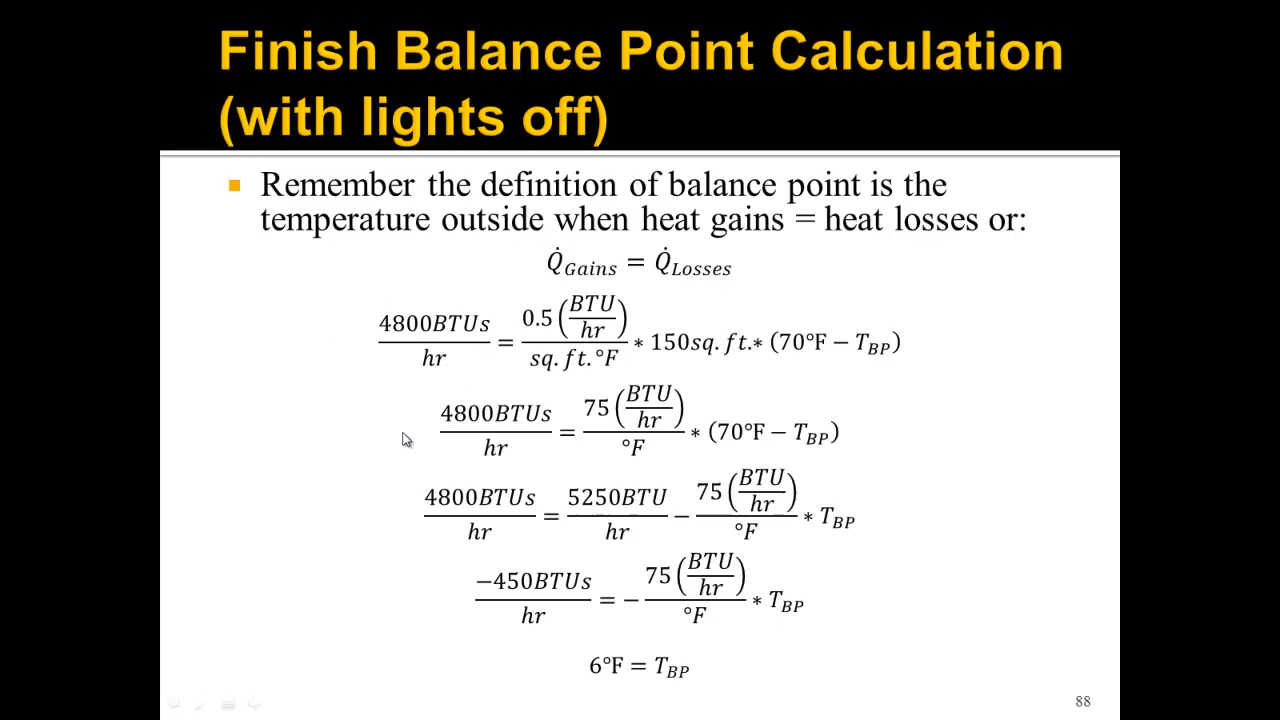 Finish Balance Point Calculation
(with lights off)
Remember the definition of balance point is the
temperature outside when heat gains = heat losses or:
Q̇_Gains = Q̇_Losses
4800BTUs/hr = 0.5(BTU/hr)/sq.ft.°F * 150sq.ft.* (70°F − T_BP)
4800BTUs/hr = 75(BTU/hr)/°F * (70°F − T_BP)
4800BTUs/hr = 5250BTU/hr − 75(BTU/hr)/°F * T_BP
−450BTUs/hr = − 75(BTU/hr)/°F * T_BP
6°F = T_BP
88